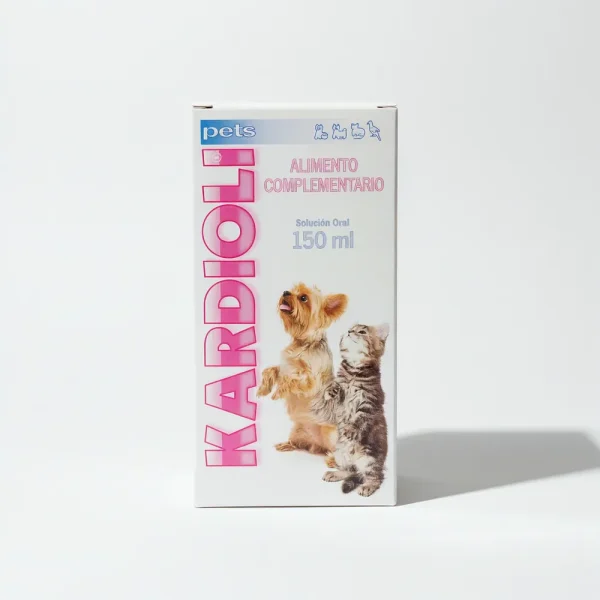 pets
KARDIOLI
ALIMENTO
COMPLEMENTARIO
Solución Oral
150 ml